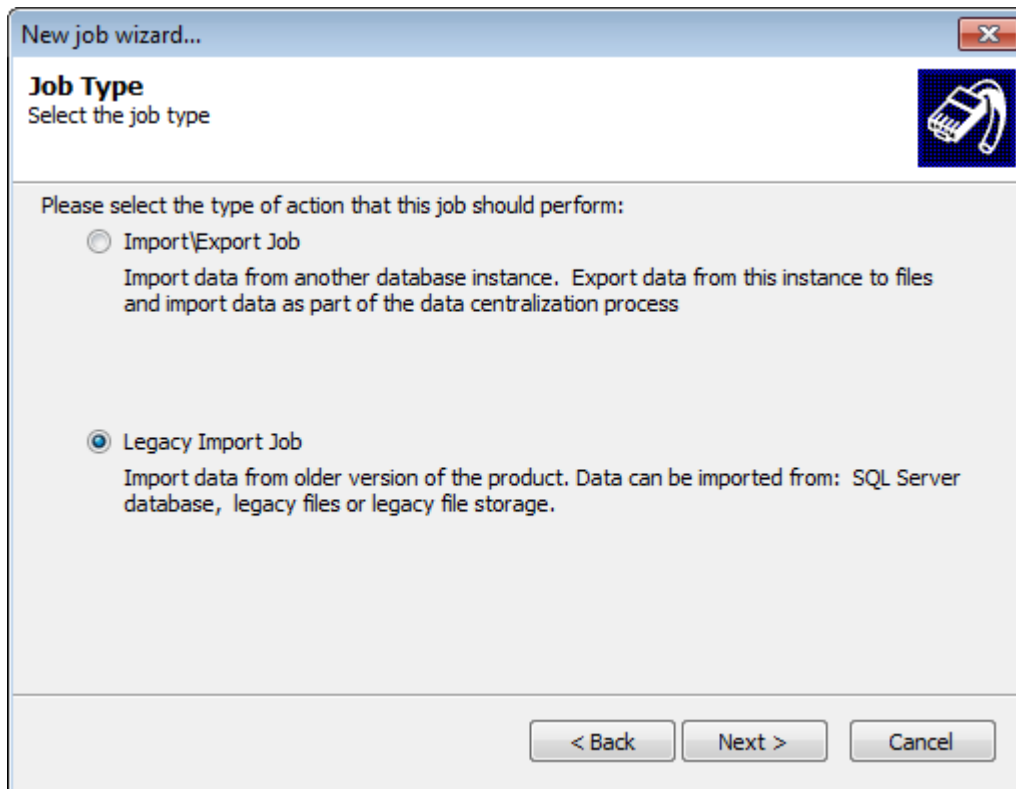 New job wizard...
Job Type
Select the job type
Please select the type of action that this job should perform:
Import\Export Job
Import data from another database instance.  Export data from this instance to files
and import data as part of the data centralization process
Legacy Import Job
Import data from older version of the product. Data can be imported from:  SQL Server
database,  legacy files or legacy file storage.
< Back
Next >
Cancel